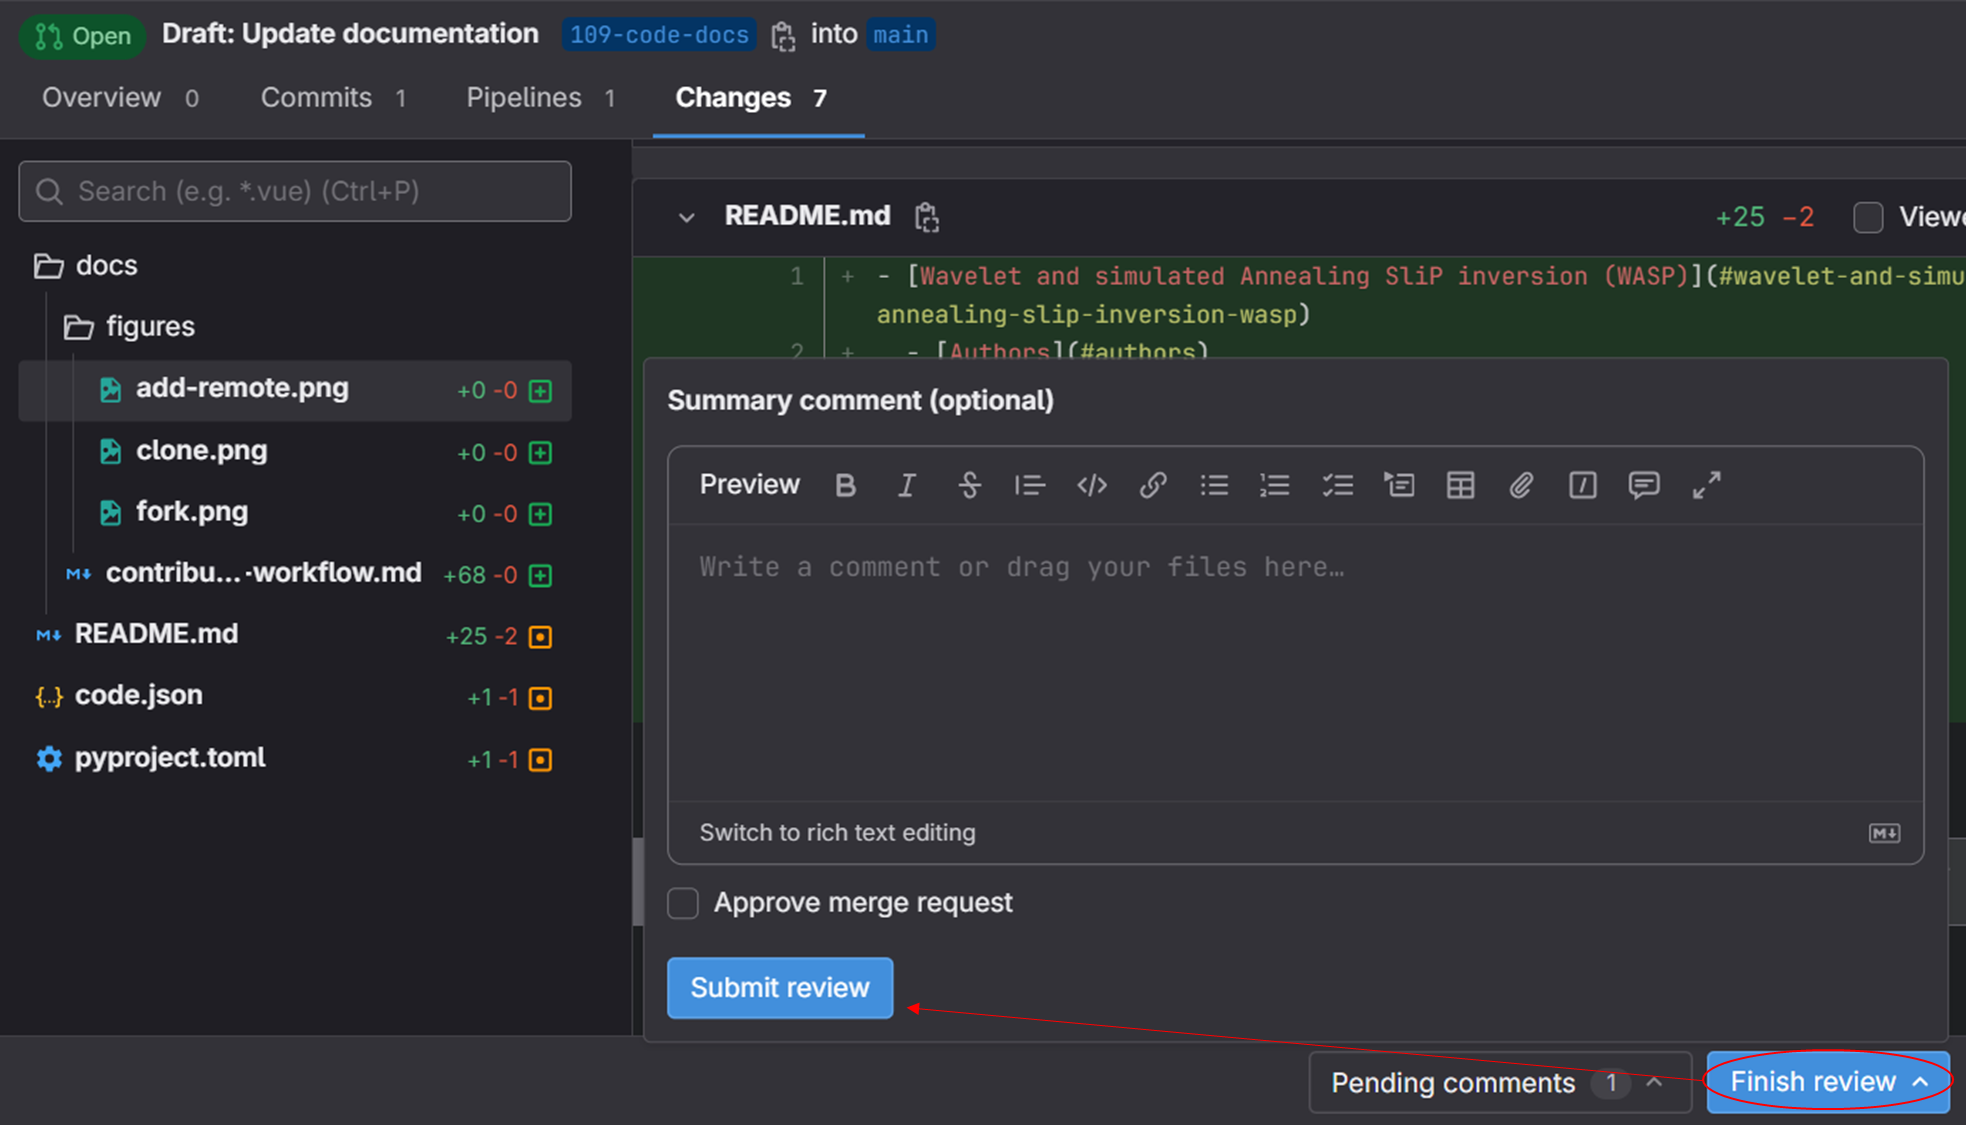 Open Draft: Update documentation 109-code-docs into main
Overview 0 Commits 1 Pipelines 1 Changes 7
Search (e.g. *.vue) (Ctrl+P)
docs
figures
add-remote.png +0 -0
clone.png +0 -0
fork.png +0 -0
contribu...-workflow.md +68 -0
README.md +25 -2
{..} code.json +1 -1
pyproject.toml +1 -1
README.md +25 −2 Viewe
1 + - [Wavelet and simulated Annealing SliP inversion (WASP)](#wavelet-and-simu
annealing-slip-inversion-wasp)
2 + - [Authors](#authors)
Summary comment (optional)
Preview B I S </>
Write a comment or drag your files here…
Switch to rich text editing
Approve merge request
Submit review
Pending comments 1 Finish review